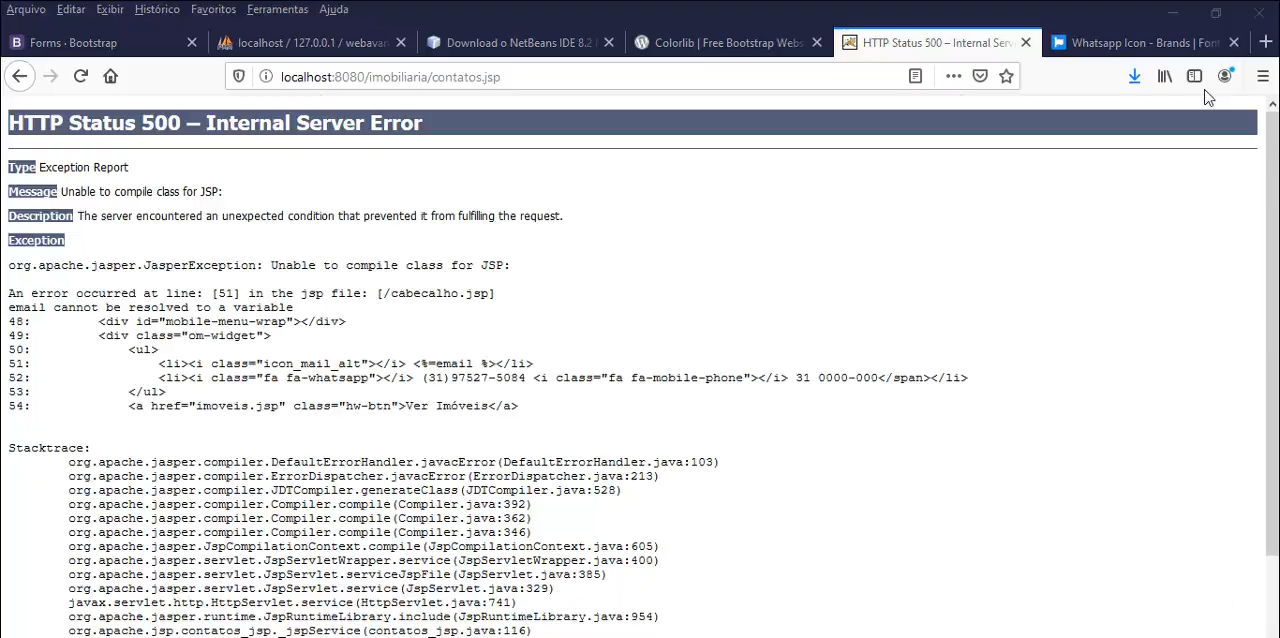 Arquivo Editar Exibir Histórico Favoritos Ferramentas Ajuda
B Forms · Bootstrap
localhost / 127.0.0.1 / webavan
Download o NetBeans IDE 8.2
Colorlib | Free Bootstrap Webs
HTTP Status 500 – Internal Serv
Whatsapp Icon - Brands | Font
localhost:8080/imobiliaria/contatos.jsp
HTTP Status 500 – Internal Server Error
Type Exception Report
Message Unable to compile class for JSP:
Description The server encountered an unexpected condition that prevented it from fulfilling the request.
Exception
org.apache.jasper.JasperException: Unable to compile class for JSP:
An error occurred at line: [51] in the jsp file: [/cabecalho.jsp]
email cannot be resolved to a variable
48: <div id="mobile-menu-wrap"></div>
49: <div class="om-widget">
50: <ul>
51: <li><i class="icon_mail_alt"></i> <%=email %></li>
52: <li><i class="fa fa-whatsapp"></i> (31)97527-5084 <i class="fa fa-mobile-phone"></i> 31 0000-000</span></li>
53: </ul>
54: <a href="imoveis.jsp" class="hw-btn">Ver Imóveis</a>
Stacktrace:
org.apache.jasper.compiler.DefaultErrorHandler.javacError(DefaultErrorHandler.java:103)
org.apache.jasper.compiler.ErrorDispatcher.javacError(ErrorDispatcher.java:213)
org.apache.jasper.compiler.JDTCompiler.generateClass(JDTCompiler.java:528)
org.apache.jasper.compiler.Compiler.compile(Compiler.java:392)
org.apache.jasper.compiler.Compiler.compile(Compiler.java:362)
org.apache.jasper.compiler.Compiler.compile(Compiler.java:346)
org.apache.jasper.JspCompilationContext.compile(JspCompilationContext.java:605)
org.apache.jasper.servlet.JspServletWrapper.service(JspServletWrapper.java:400)
org.apache.jasper.servlet.JspServlet.serviceJspFile(JspServlet.java:385)
org.apache.jasper.servlet.JspServlet.service(JspServlet.java:329)
javax.servlet.http.HttpServlet.service(HttpServlet.java:741)
org.apache.jasper.runtime.JspRuntimeLibrary.include(JspRuntimeLibrary.java:954)
org.apache.jsp.contatos_jsp._jspService(contatos_jsp.java:116)